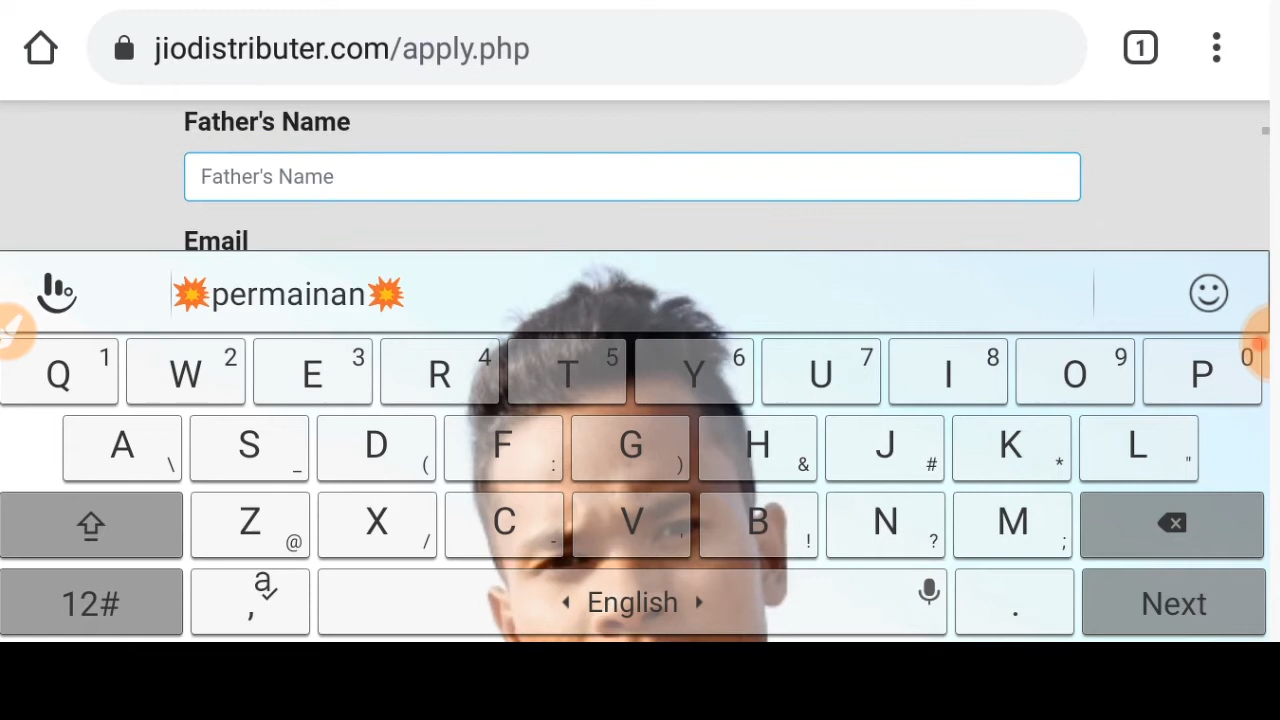 jiodistributer.com/apply.php
1
Father's Name
Father's Name
Email
💥permainan💥
Q 1 W 2 E 3 R 4 T 5 Y 6 U 7 I 8 O 9 P 0
A \ S _ D ( F : G ) H & J # K * L "
Z @ X / C - V ' B ! N ? M ;
12# a , English . Next